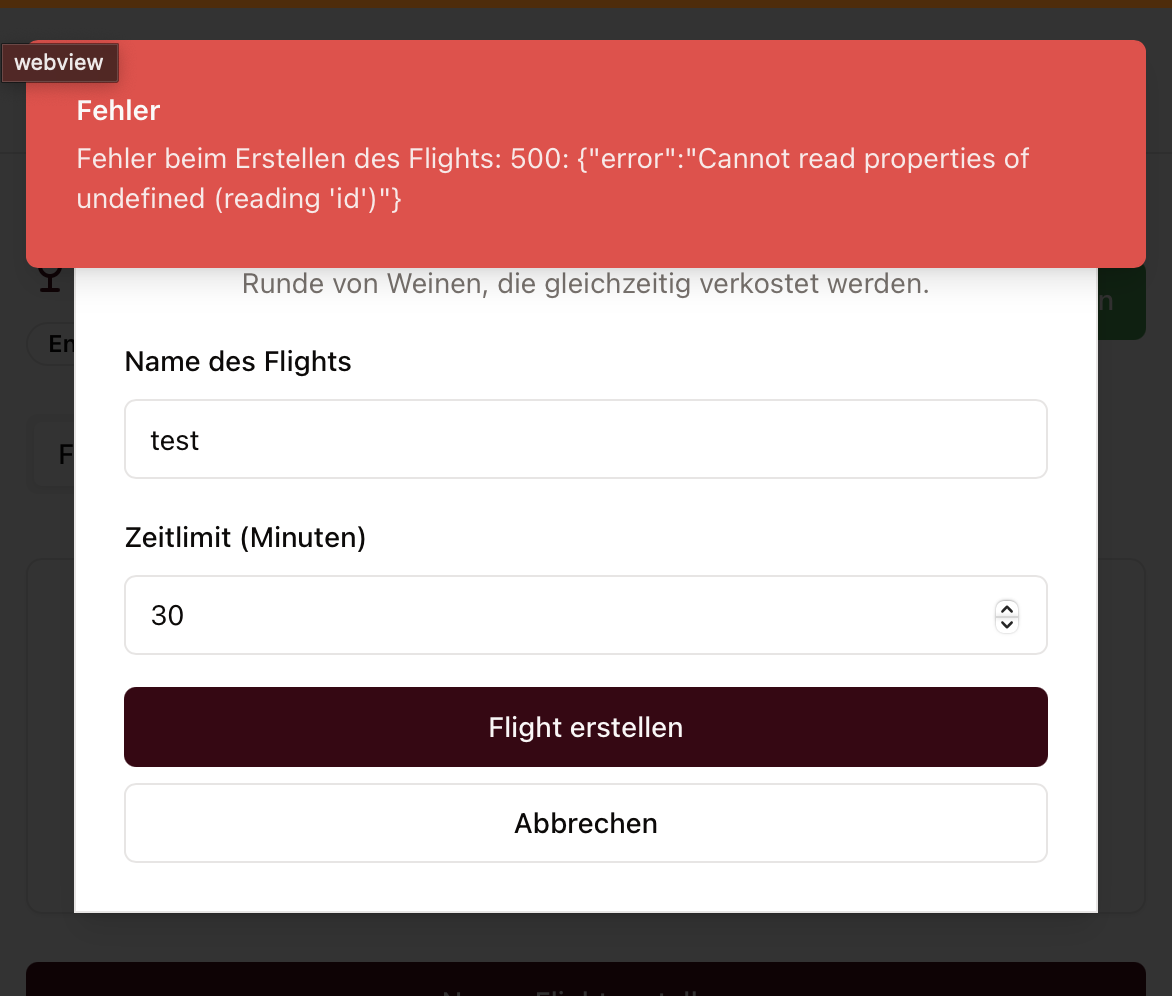 webview
Fehler
Fehler beim Erstellen des Flights: 500: {"error":"Cannot read properties of
undefined (reading 'id')"}
Runde von Weinen, die gleichzeitig verkostet werden.
n
En
Name des Flights
test
F
Zeitlimit (Minuten)
30
Flight erstellen
Abbrechen